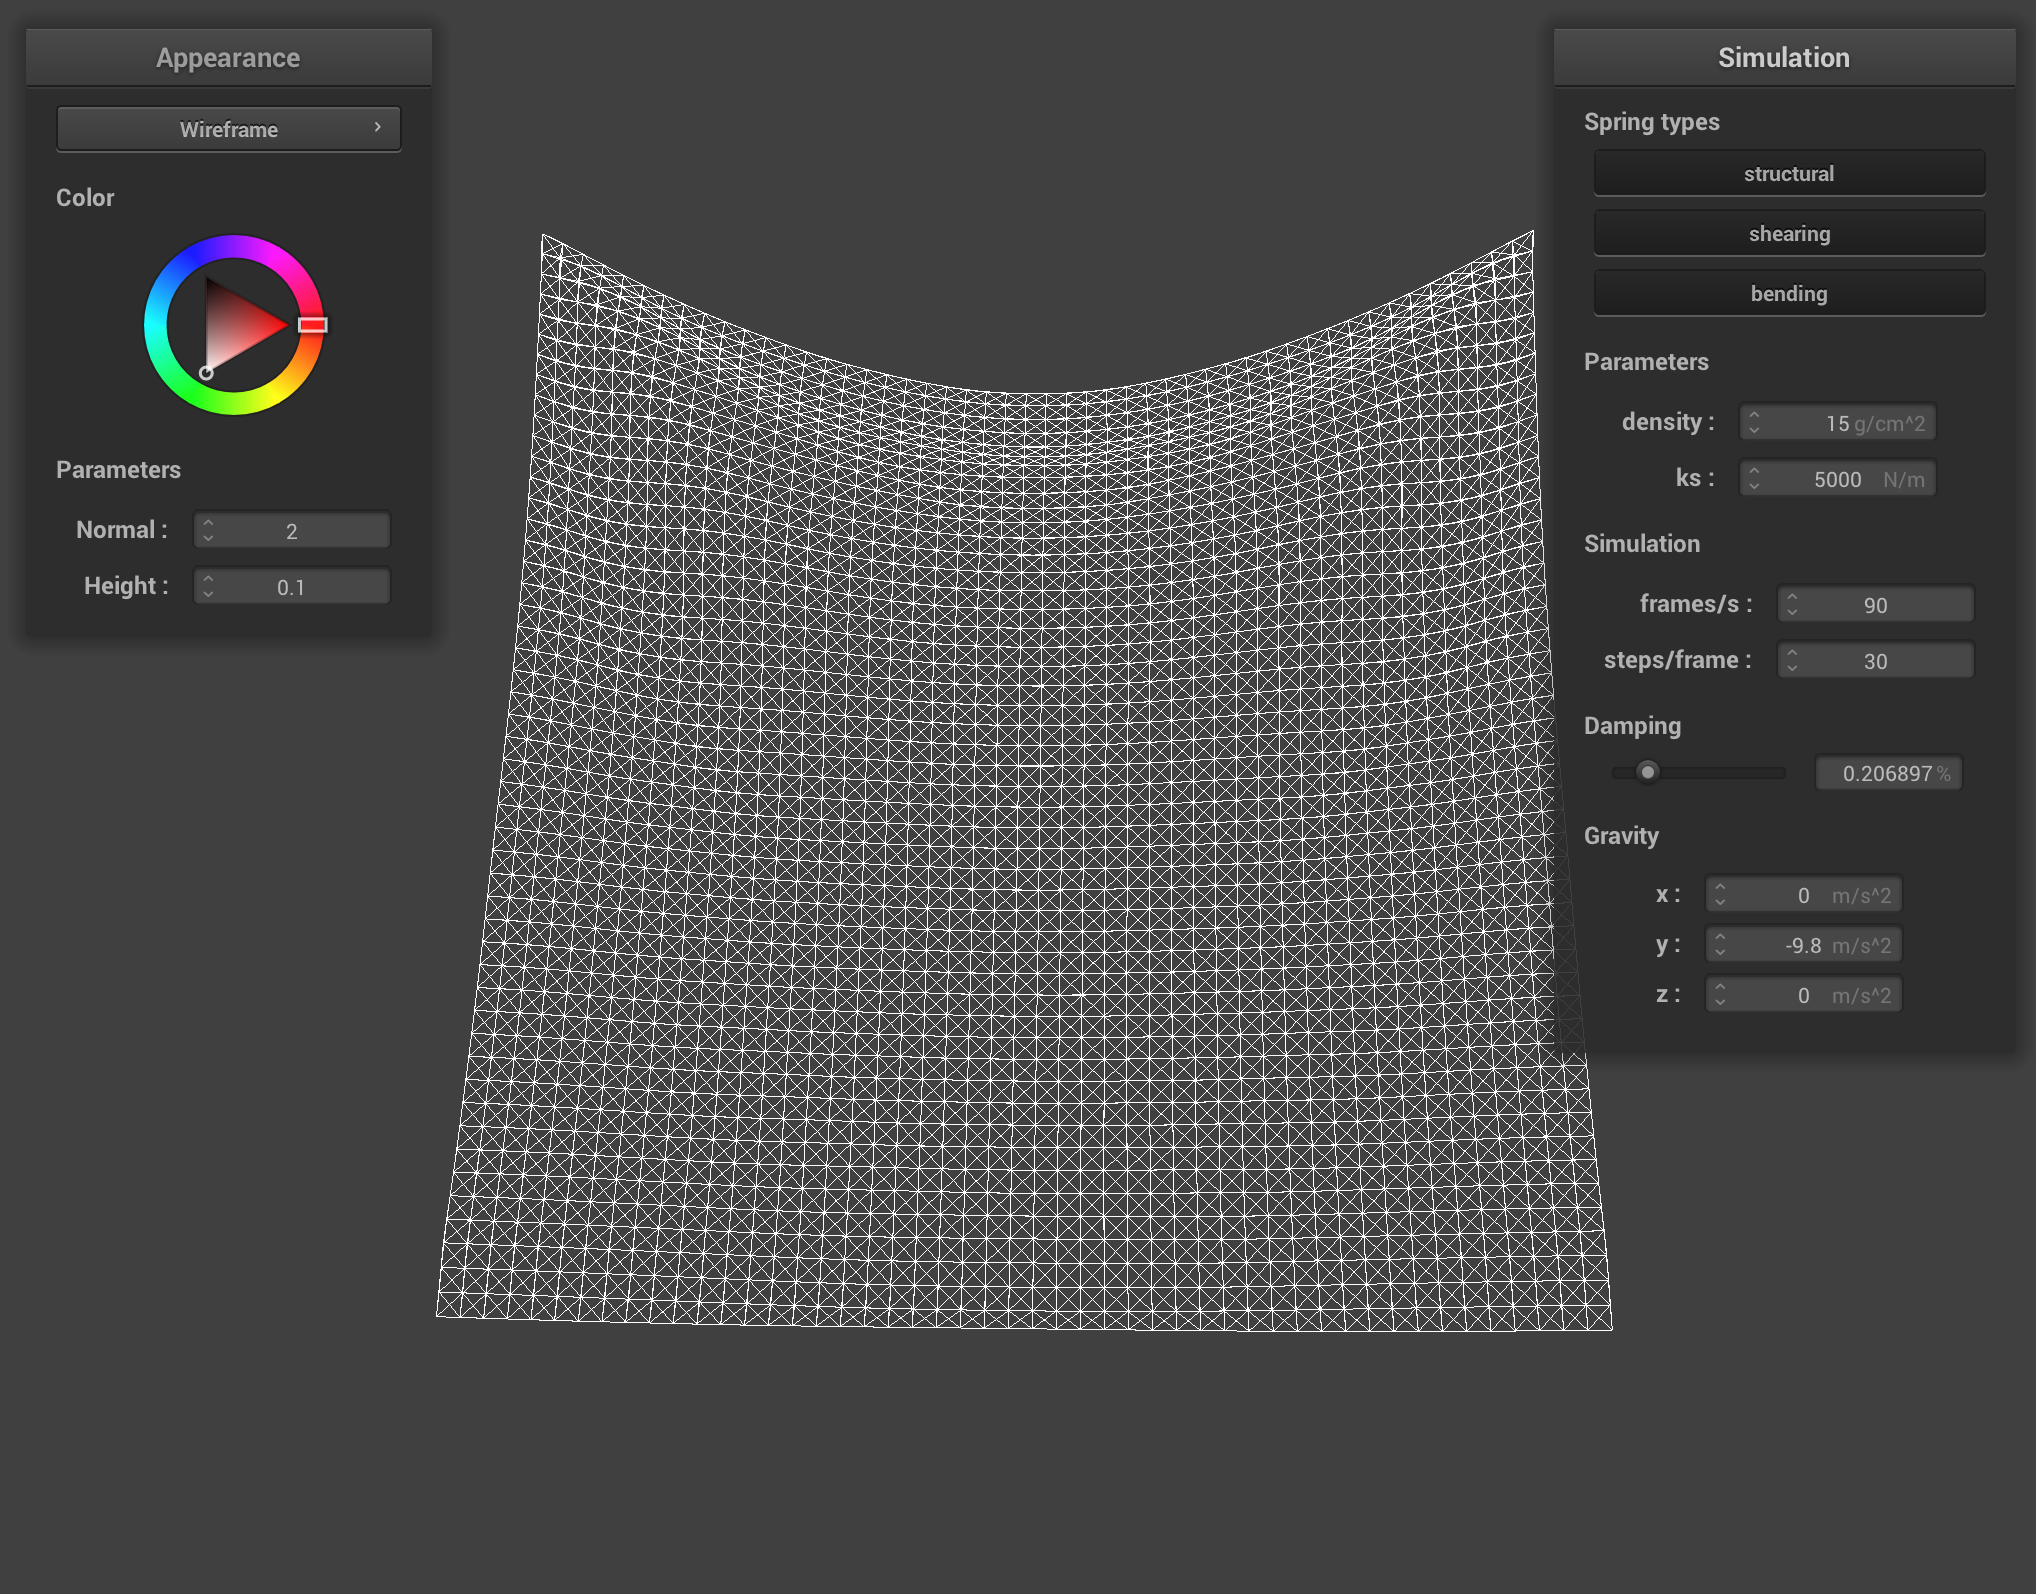 Appearance
Wireframe
Color
Parameters
Normal : 2
Height : 0.1
Simulation
Spring types
structural
shearing
bending
Parameters
density : 15 g/cm^2
ks : 5000 N/m
Simulation
frames/s : 90
steps/frame : 30
Damping
0.206897 %
Gravity
x : 0 m/s^2
y : -9.8 m/s^2
z : 0 m/s^2